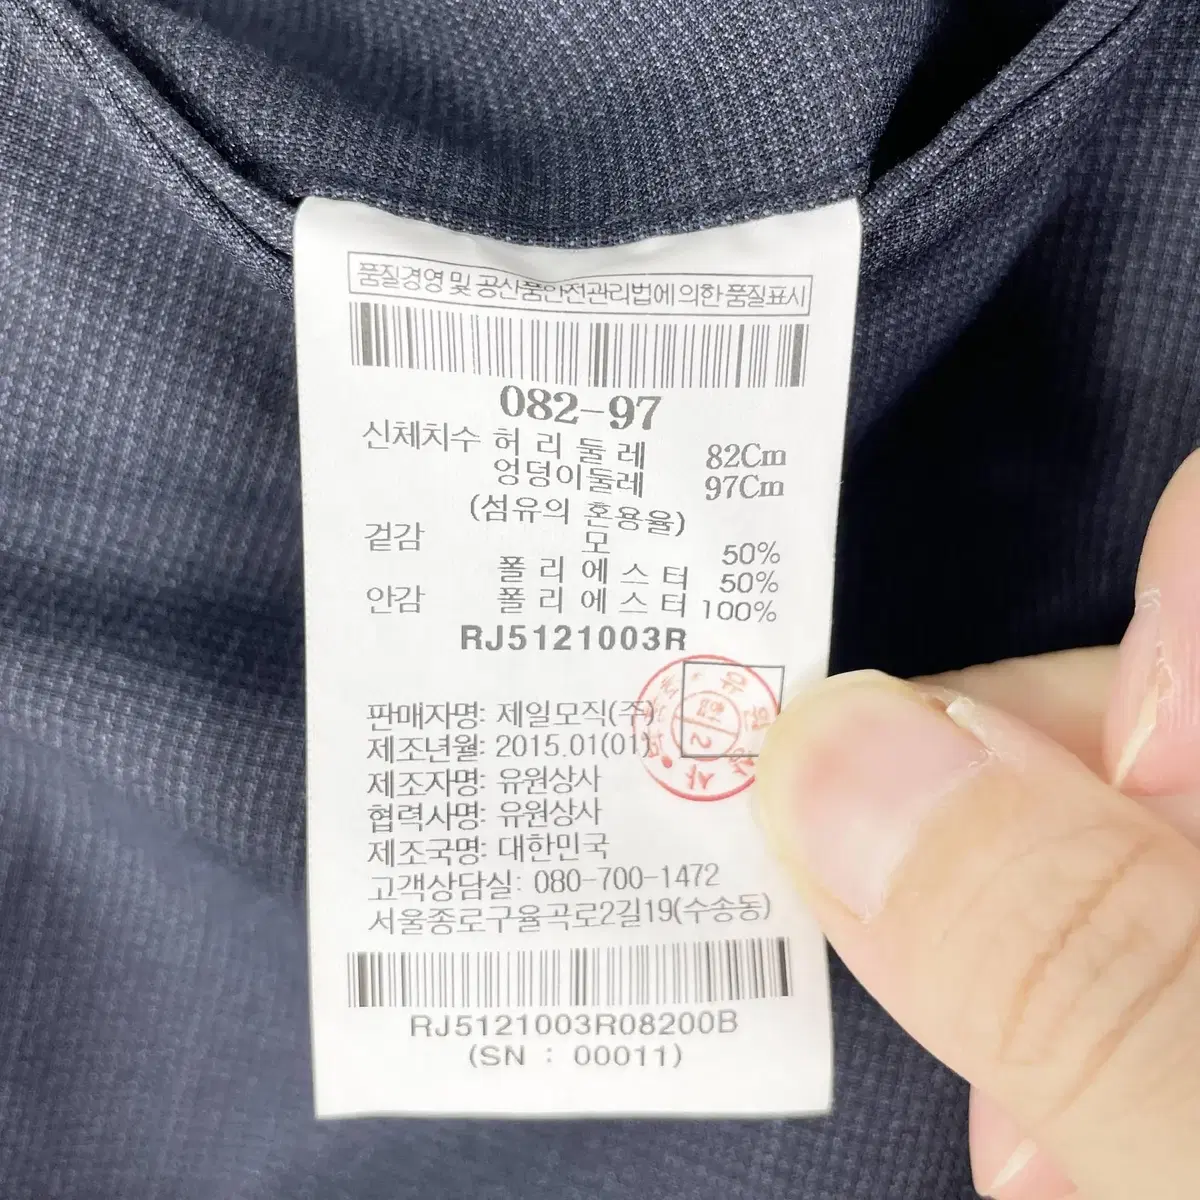 품질경영 및 공산품안전관리법에 의한 품질표시
082-97
신체치수 허 리 둘 레 82Cm
엉덩이둘레 97Cm
(섬유의 혼용율)
겉감 모 50%
폴 리 에 스 터 50%
안감 폴 리 에 스 터 100%
RJ5121003R
판매자명: 제일모직(주)
제조년월: 2015.01(01)
제조자명: 유원상사
협력사명: 유원상사
제조국명: 대한민국
고객상담실: 080-700-1472
서울종로구율곡로2길19(수송동)
RJ5121003R08200B
(SN : 00011)